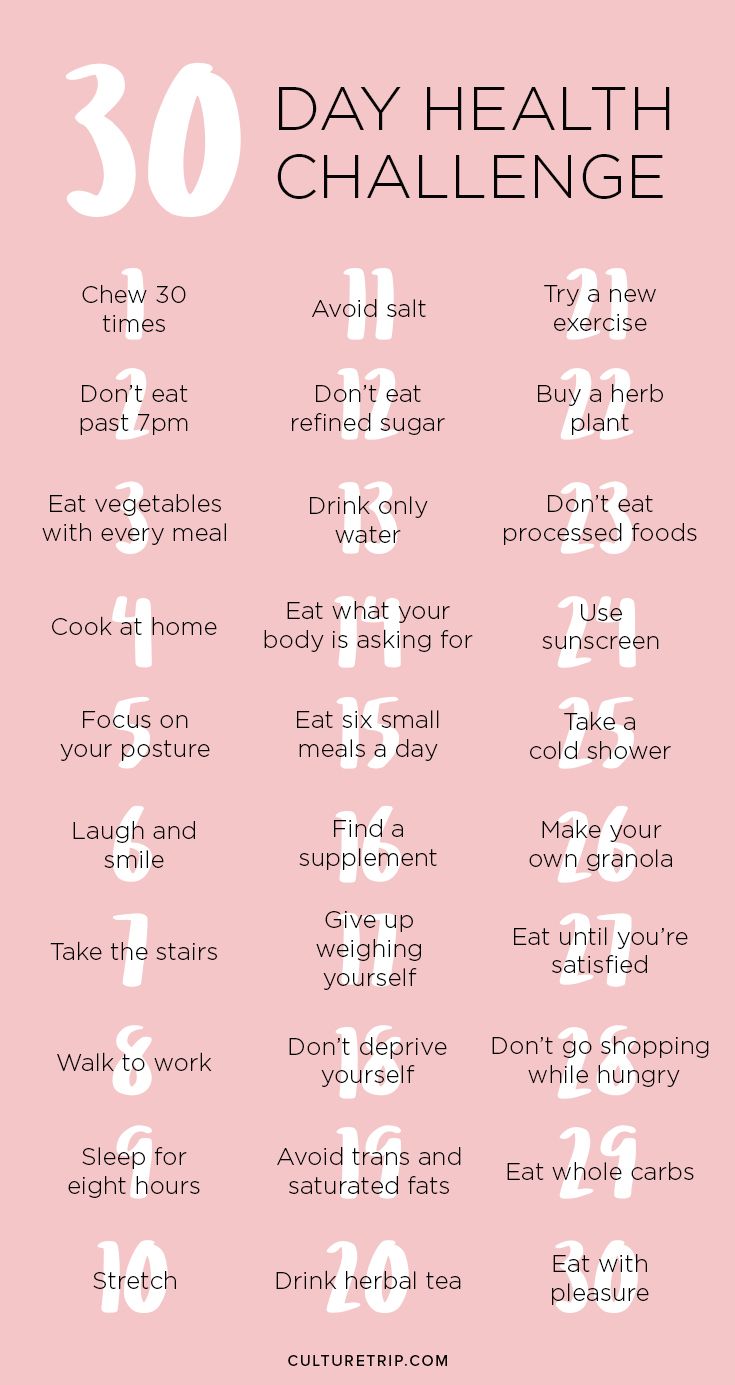 30
DAY HEALTH
CHALLENGE
1
Chew 30
times
2
Don't eat
past 7pm
3
Eat vegetables
with every meal
4
Cook at home
5
Focus on
your posture
6
Laugh and
smile
7
Take the stairs
8
Walk to work
9
Sleep for
eight hours
10
Stretch
11
Avoid salt
12
Don't eat
refined sugar
13
Drink only
water
14
Eat what your
body is asking for
15
Eat six small
meals a day
16
Find a
supplement
17
Give up
weighing
yourself
18
Don't deprive
yourself
19
Avoid trans and
saturated fats
20
Drink herbal tea
21
Try a new
exercise
22
Buy a herb
plant
23
Don't eat
processed foods
24
Use
sunscreen
25
Take a
cold shower
26
Make your
own granola
27
Eat until you're
satisfied
28
Don't go shopping
while hungry
29
Eat whole carbs
30
Eat with
pleasure
CULTURETRIP.COM